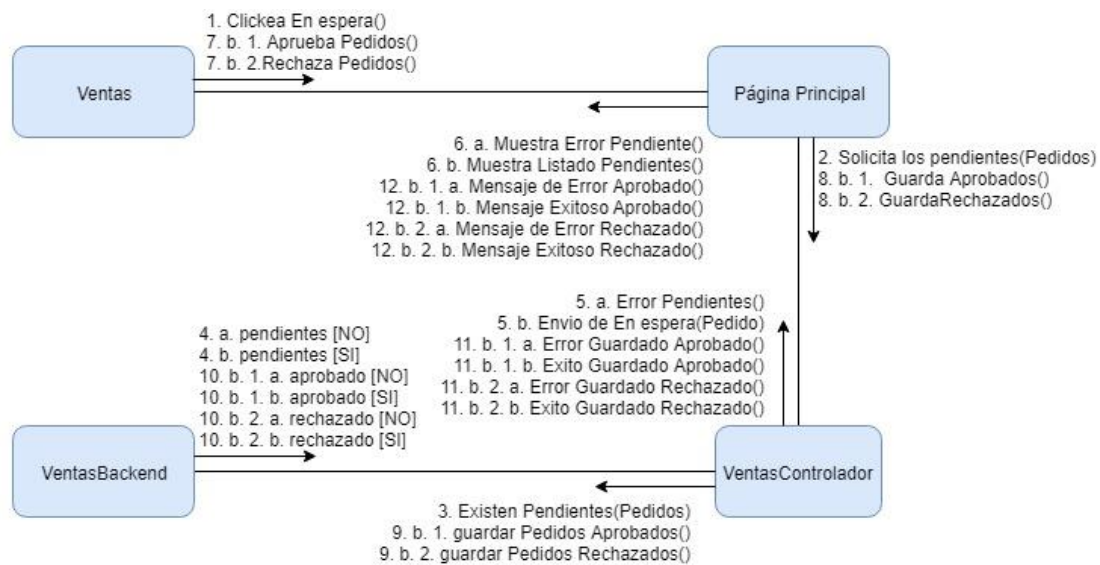 1. Clickea En espera()
7. b. 1. Aprueba Pedidos()
7. b. 2.Rechaza Pedidos()
Ventas
Página Principal
6. a. Muestra Error Pendiente()
6. b. Muestra Listado Pendientes()
12. b. 1. a. Mensaje de Error Aprobado()
12. b. 1. b. Mensaje Exitoso Aprobado()
12. b. 2. a. Mensaje de Error Rechazado()
12. b. 2. b. Mensaje Exitoso Rechazado()
2. Solicita los pendientes(Pedidos)
8. b. 1. Guarda Aprobados()
8. b. 2. GuardaRechazados()
5. a. Error Pendientes()
5. b. Envio de En espera(Pedido)
11. b. 1. a. Error Guardado Aprobado()
11. b. 1. b. Exito Guardado Aprobado()
11. b. 2. a. Error Guardado Rechazado()
11. b. 2. b. Exito Guardado Rechazado()
4. a. pendientes [NO]
4. b. pendientes [SI]
10. b. 1. a. aprobado [NO]
10. b. 1. b. aprobado [SI]
10. b. 2. a. rechazado [NO]
10. b. 2. b. rechazado [SI]
VentasBackend
VentasControlador
3. Existen Pendientes(Pedidos)
9. b. 1. guardar Pedidos Aprobados()
9. b. 2. guardar Pedidos Rechazados()